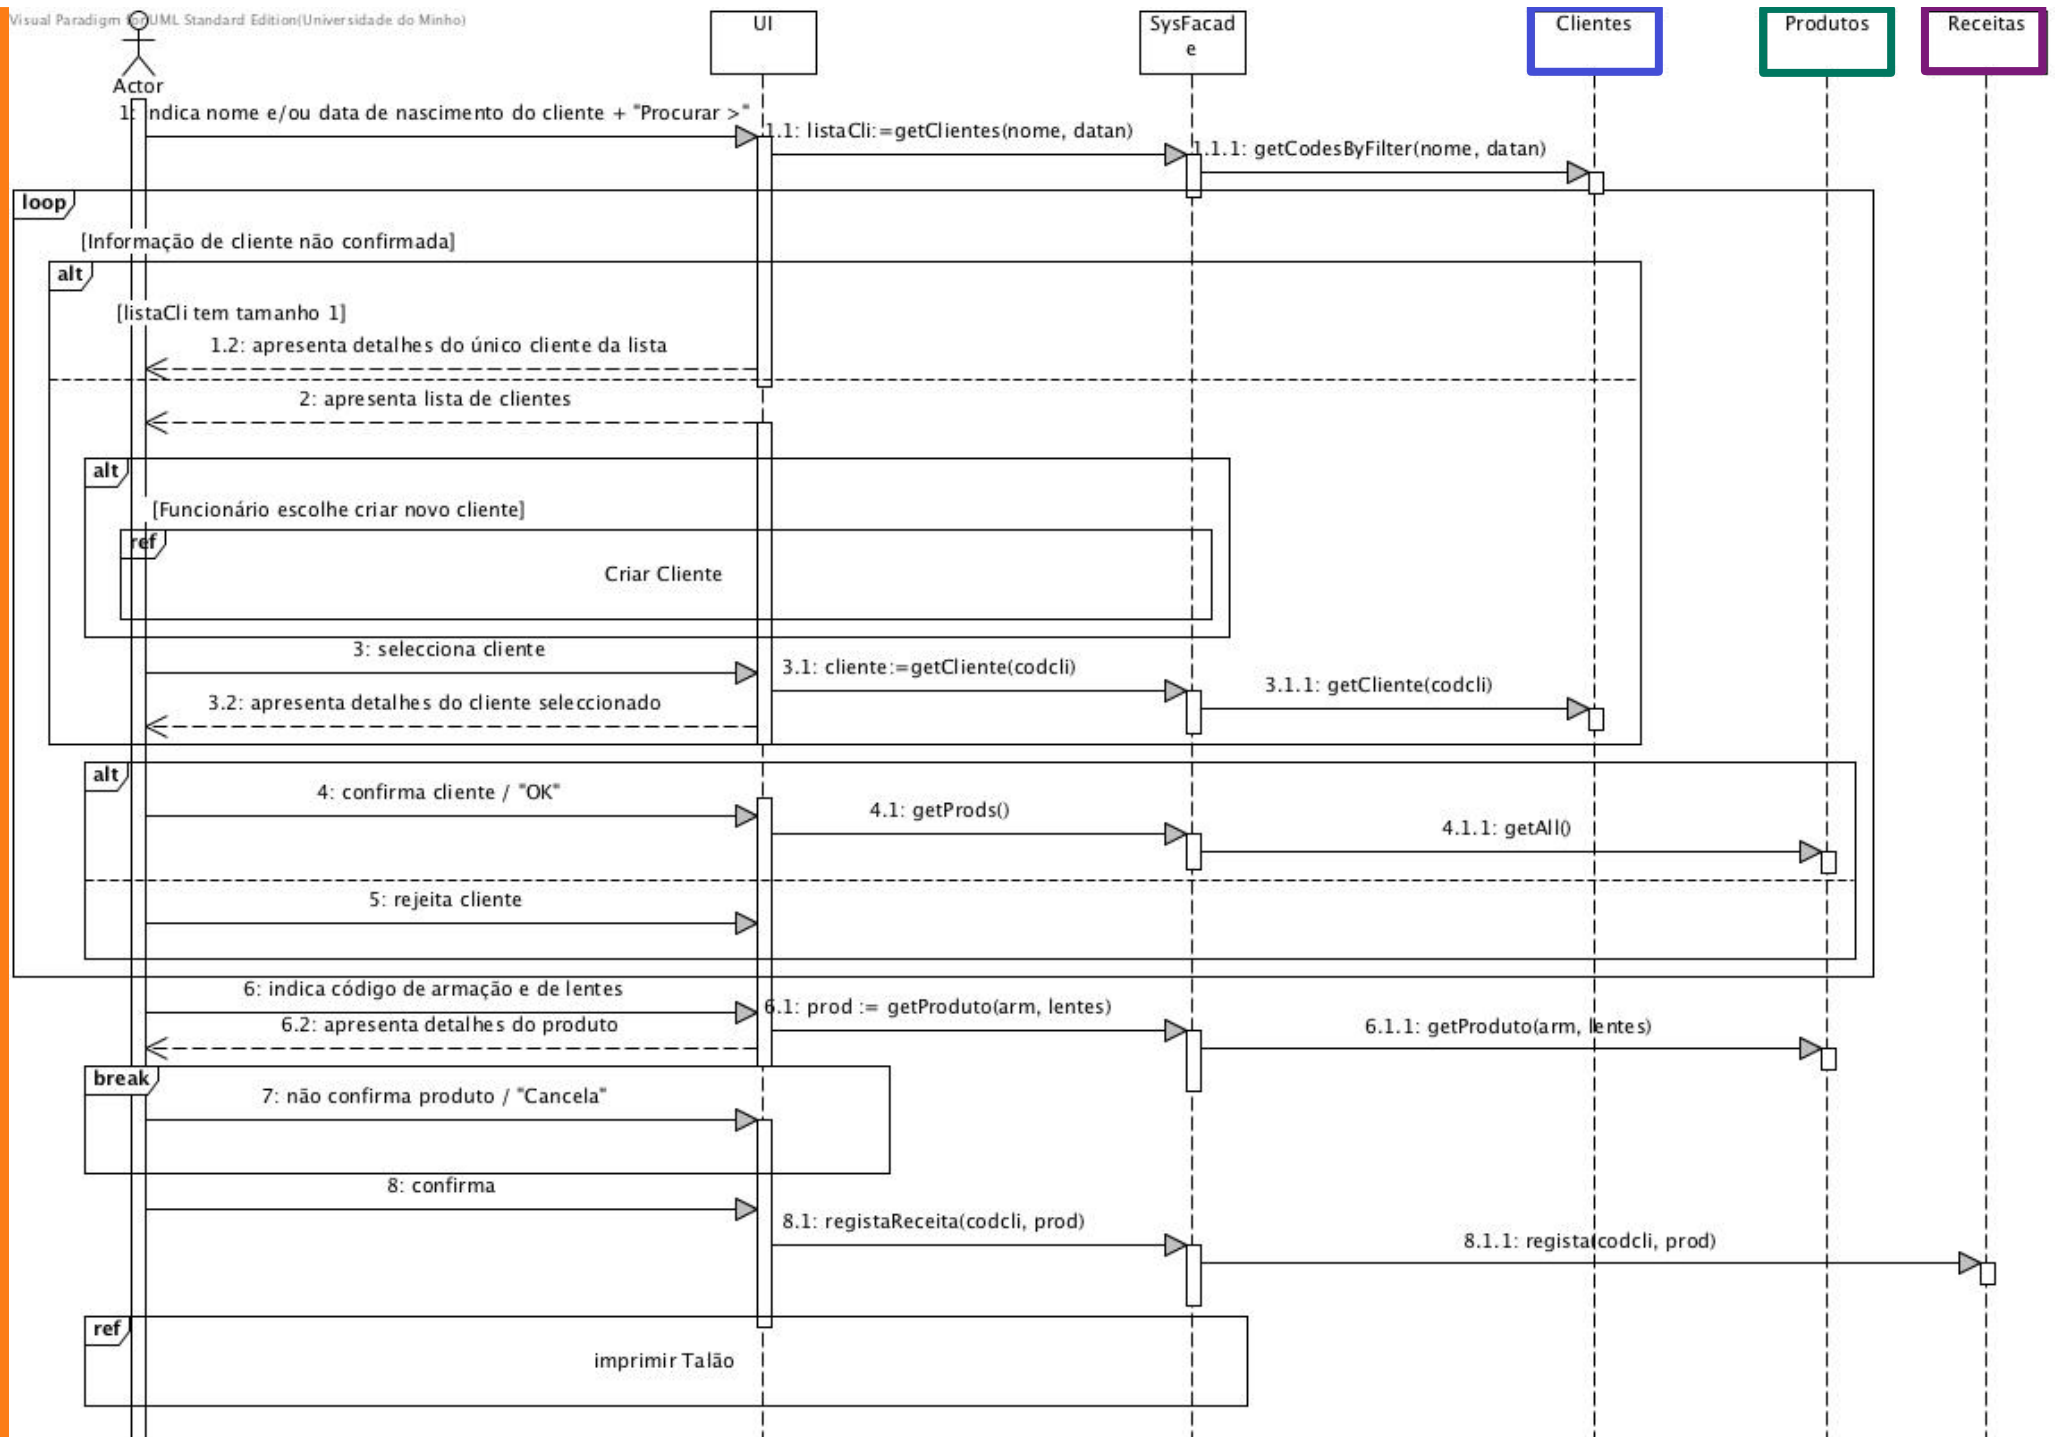 Visual Paradigm for UML Standard Edition(Universidade do Minho)
UI
SysFacad
e
Clientes
Produtos
Receitas
Actor
1: indica nome e/ou data de nascimento do cliente + "Procurar >"
1.1: listaCli:=getClientes(nome, datan)
1.1.1: getCodesByFilter(nome, datan)
loop
[Informação de cliente não confirmada]
alt
[listaCli tem tamanho 1]
1.2: apresenta detalhes do único cliente da lista
2: apresenta lista de clientes
alt
[Funcionário escolhe criar novo cliente]
ref
Criar Cliente
3: selecciona cliente
3.1: cliente:=getCliente(codcli)
3.1.1: getCliente(codcli)
3.2: apresenta detalhes do cliente seleccionado
alt
4: confirma cliente / "OK"
4.1: getProds()
4.1.1: getAll()
5: rejeita cliente
6: indica código de armação e de lentes
6.1: prod := getProduto(arm, lentes)
6.2: apresenta detalhes do produto
6.1.1: getProduto(arm, lentes)
break
7: não confirma produto / "Cancela"
8: confirma
8.1: registaReceita(codcli, prod)
8.1.1: regista(codcli, prod)
ref
imprimir Talão